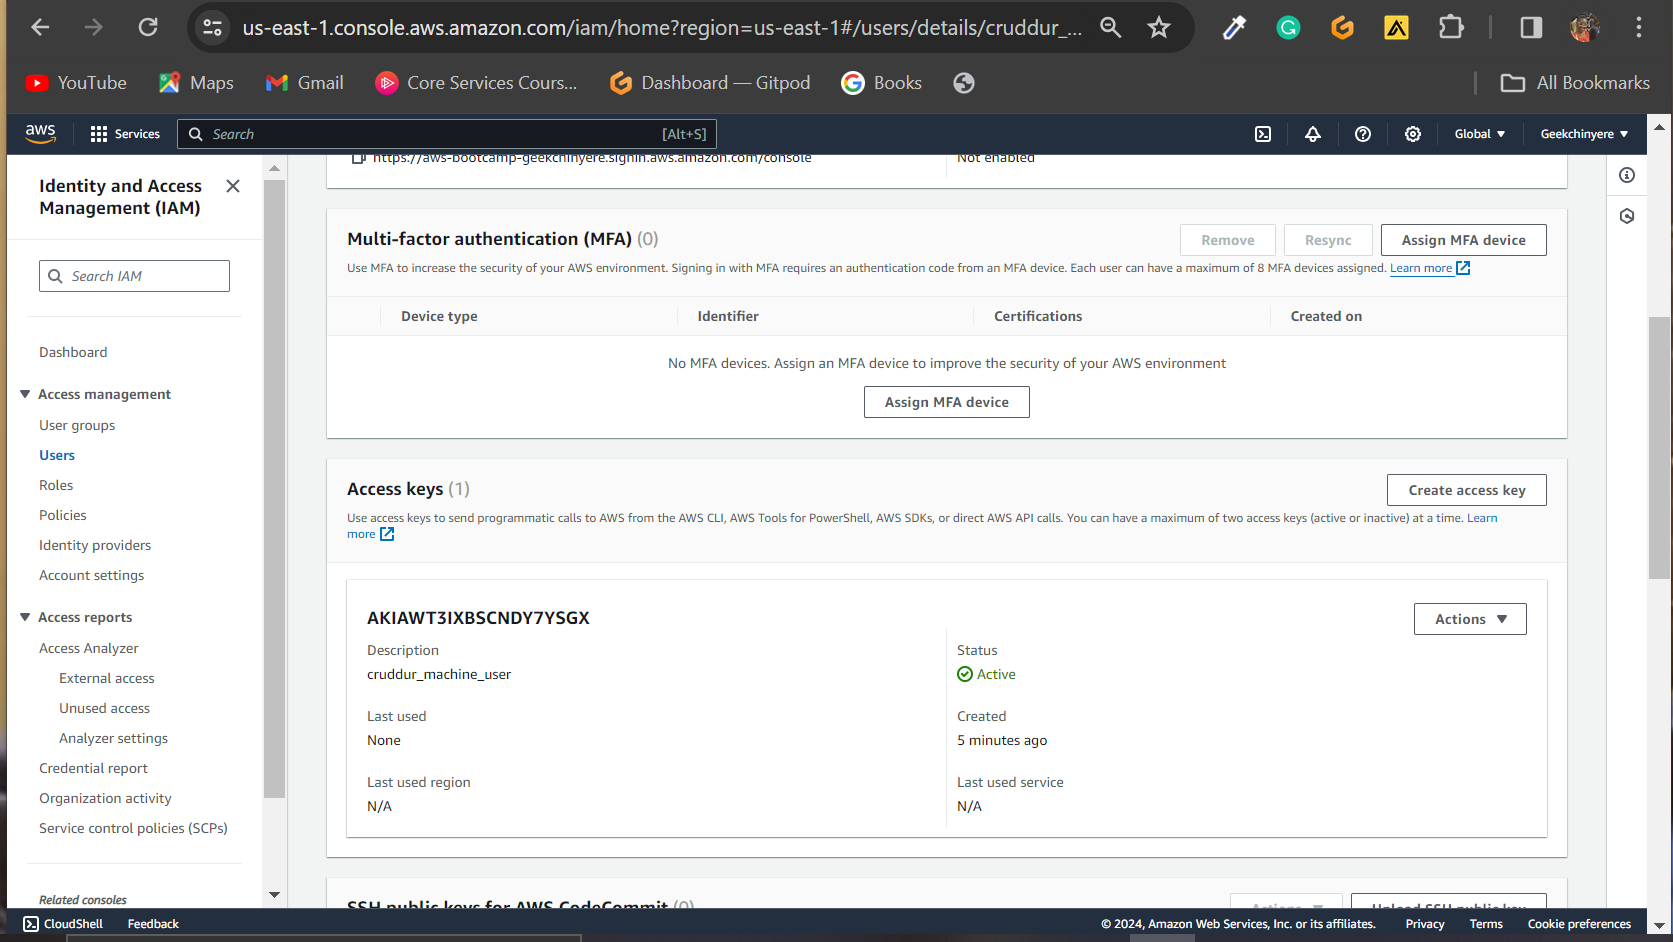 us-east-1.console.aws.amazon.com/iam/home?region=us-east-1#/users/details/cruddur_...
YouTube
Maps
Gmail
Core Services Cours...
Dashboard — Gitpod
Books
All Bookmarks
aws
Services
Search
[Alt+S]
Global
Geekchinyere
Identity and Access
Management (IAM)
Search IAM
Dashboard
Access management
User groups
Users
Roles
Policies
Identity providers
Account settings
Access reports
Access Analyzer
External access
Unused access
Analyzer settings
Credential report
Organization activity
Service control policies (SCPs)
Related consoles
https://aws-bootcamp-geekchinyere.signin.aws.amazon.com/console
Not enabled
Multi-factor authentication (MFA) (0)
Remove
Resync
Assign MFA device
Use MFA to increase the security of your AWS environment. Signing in with MFA requires an authentication code from an MFA device. Each user can have a maximum of 8 MFA devices assigned. Learn more
Device type
Identifier
Certifications
Created on
No MFA devices. Assign an MFA device to improve the security of your AWS environment
Assign MFA device
Access keys (1)
Create access key
Use access keys to send programmatic calls to AWS from the AWS CLI, AWS Tools for PowerShell, AWS SDKs, or direct AWS API calls. You can have a maximum of two access keys (active or inactive) at a time. Learn
more
AKIAWT3IXBSCNDY7YSGX
Actions
Description
cruddur_machine_user
Status
Active
Last used
None
Created
5 minutes ago
Last used region
N/A
Last used service
N/A
SSH public keys for AWS CodeCommit (0)
Actions
Upload SSH public key
CloudShell
Feedback
© 2024, Amazon Web Services, Inc. or its affiliates.
Privacy
Terms
Cookie preferences